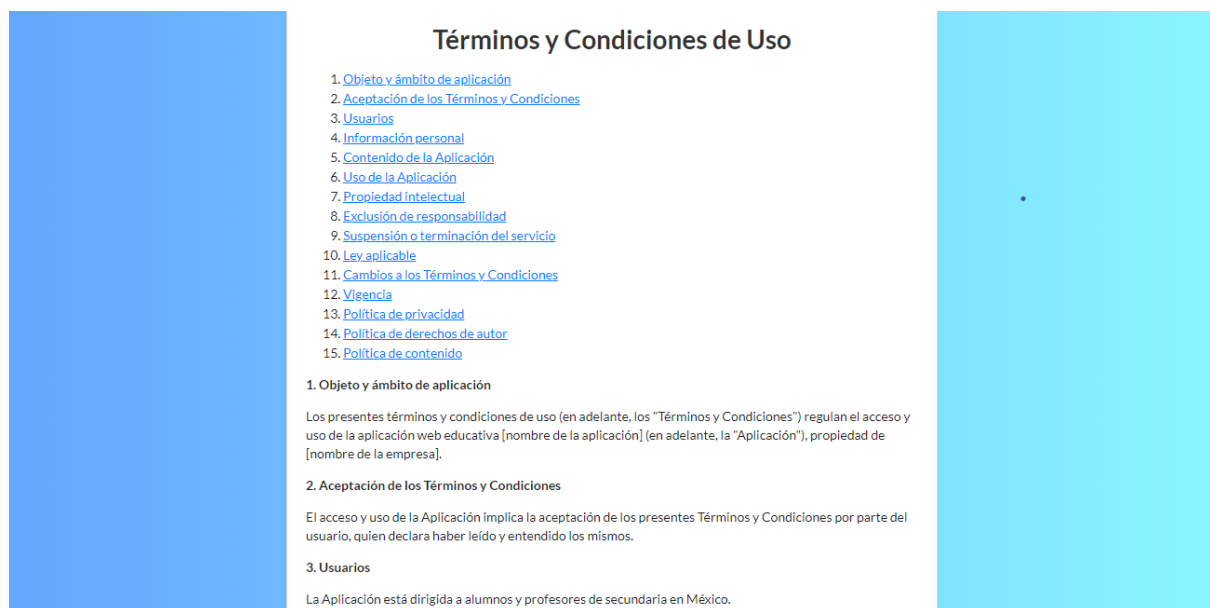 Términos y Condiciones de Uso
1. Objeto y ámbito de aplicación
2. Aceptación de los Términos y Condiciones
3. Usuarios
4. Información personal
5. Contenido de la Aplicación
6. Uso de la Aplicación
7. Propiedad intelectual
8. Exclusión de responsabilidad
9. Suspensión o terminación del servicio
10. Ley aplicable
11. Cambios a los Términos y Condiciones
12. Vigencia
13. Política de privacidad
14. Política de derechos de autor
15. Política de contenido
1. Objeto y ámbito de aplicación
Los presentes términos y condiciones de uso (en adelante, los "Términos y Condiciones") regulan el acceso y
uso de la aplicación web educativa [nombre de la aplicación] (en adelante, la "Aplicación"), propiedad de
[nombre de la empresa].
2. Aceptación de los Términos y Condiciones
El acceso y uso de la Aplicación implica la aceptación de los presentes Términos y Condiciones por parte del
usuario, quien declara haber leído y entendido los mismos.
3. Usuarios
La Aplicación está dirigida a alumnos y profesores de secundaria en México.